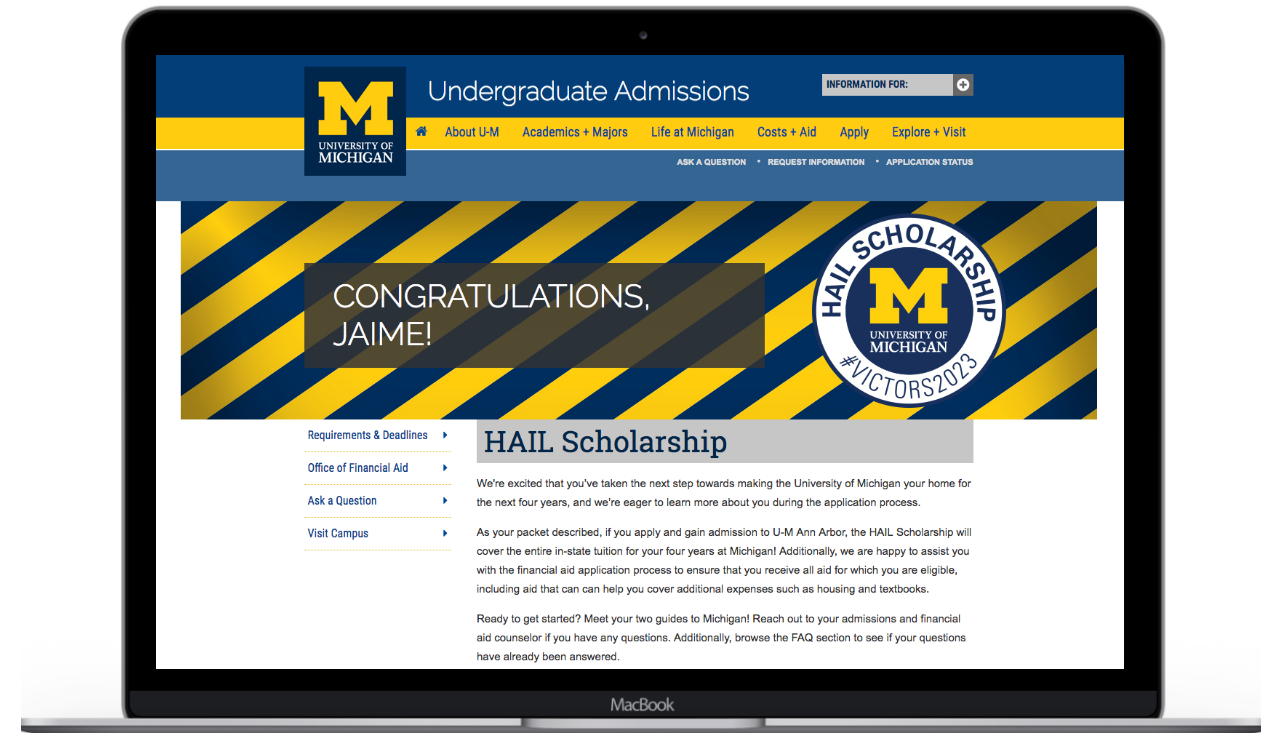 Undergraduate Admissions
INFORMATION FOR:
M
UNIVERSITY OF
MICHIGAN
About U-M Academics + Majors Life at Michigan Costs + Aid Apply Explore + Visit
ASK A QUESTION • REQUEST INFORMATION • APPLICATION STATUS
CONGRATULATIONS,
JAIME!
HAIL SCHOLARSHIP
M
UNIVERSITY OF
MICHIGAN
#VICTORS2023
Requirements & Deadlines
Office of Financial Aid
Ask a Question
Visit Campus
HAIL Scholarship
We're excited that you've taken the next step towards making the University of Michigan your home for
the next four years, and we're eager to learn more about you during the application process.
As your packet described, if you apply and gain admission to U-M Ann Arbor, the HAIL Scholarship will
cover the entire in-state tuition for your four years at Michigan! Additionally, we are happy to assist you
with the financial aid application process to ensure that you receive all aid for which you are eligible,
including aid that can can help you cover additional expenses such as housing and textbooks.
Ready to get started? Meet your two guides to Michigan! Reach out to your admissions and financial
aid counselor if you have any questions. Additionally, browse the FAQ section to see if your questions
have already been answered.
MacBook